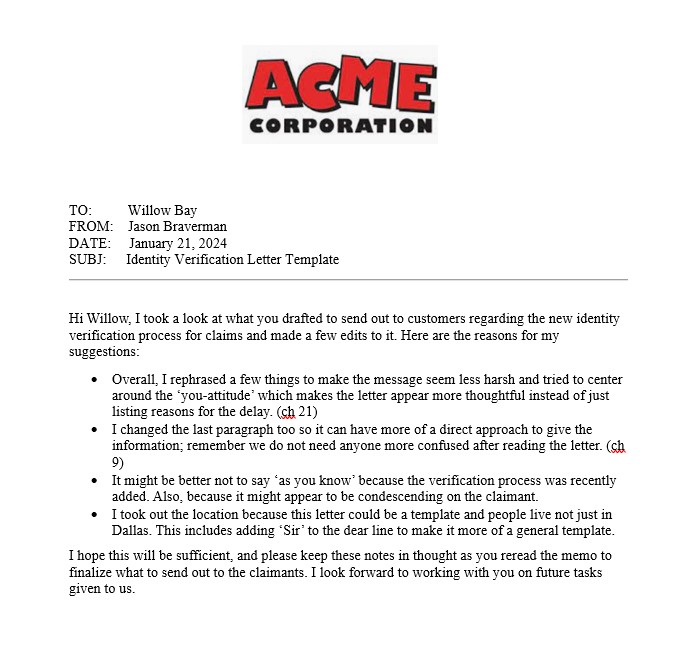 ACME
CORPORATION
TO: Willow Bay
FROM: Jason Braverman
DATE: January 21, 2024
SUBJ: Identity Verification Letter Template
Hi Willow, I took a look at what you drafted to send out to customers regarding the new identity
verification process for claims and made a few edits to it. Here are the reasons for my
suggestions:
• Overall, I rephrased a few things to make the message seem less harsh and tried to center
around the ‘you-attitude’ which makes the letter appear more thoughtful instead of just
listing reasons for the delay. (ch 21)
• I changed the last paragraph too so it can have more of a direct approach to give the
information; remember we do not need anyone more confused after reading the letter. (ch
9)
• It might be better not to say ‘as you know’ because the verification process was recently
added. Also, because it might appear to be condescending on the claimant.
• I took out the location because this letter could be a template and people live not just in
Dallas. This includes adding ‘Sir’ to the dear line to make it more of a general template.
I hope this will be sufficient, and please keep these notes in thought as you reread the memo to
finalize what to send out to the claimants. I look forward to working with you on future tasks
given to us.